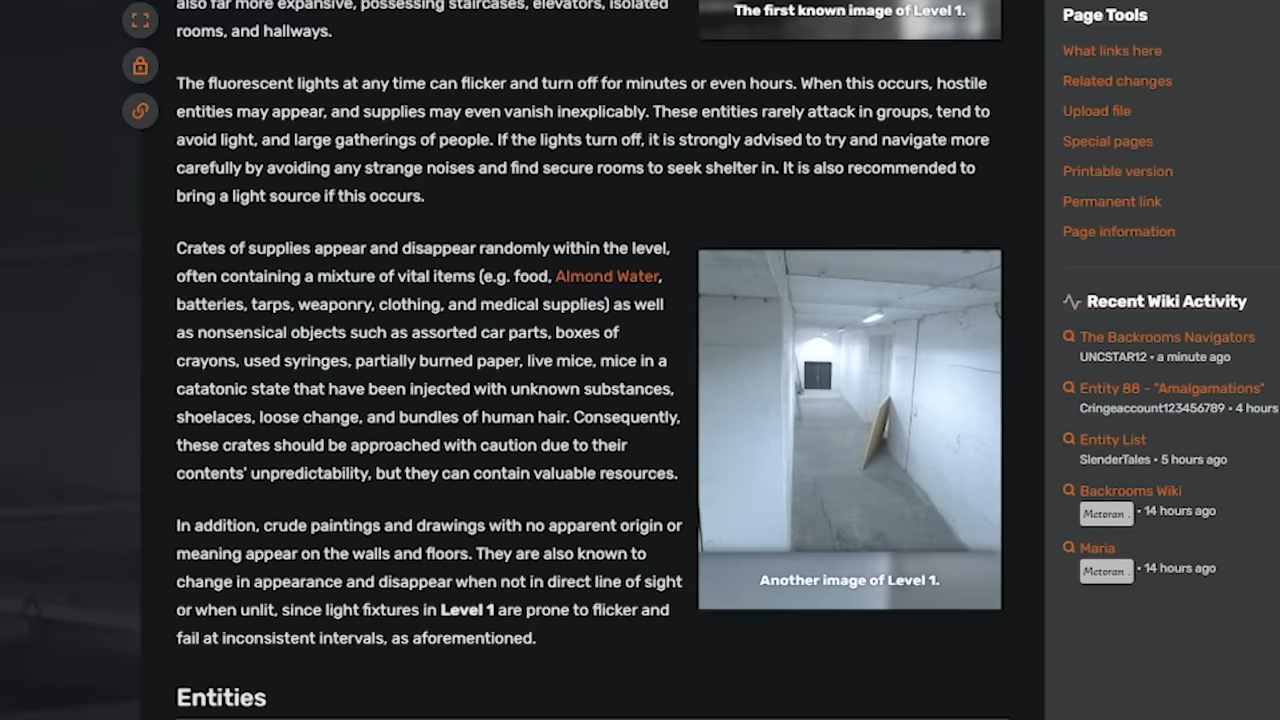 also far more expansive, possessing staircases, elevators, isolated
rooms, and hallways.
The first known image of Level 1.
The fluorescent lights at any time can flicker and turn off for minutes or even hours. When this occurs, hostile
entities may appear, and supplies may even vanish inexplicably. These entities rarely attack in groups, tend to
avoid light, and large gatherings of people. If the lights turn off, it is strongly advised to try and navigate more
carefully by avoiding any strange noises and find secure rooms to seek shelter in. It is also recommended to
bring a light source if this occurs.
Crates of supplies appear and disappear randomly within the level,
often containing a mixture of vital items (e.g. food, Almond Water,
batteries, tarps, weaponry, clothing, and medical supplies) as well
as nonsensical objects such as assorted car parts, boxes of
crayons, used syringes, partially burned paper, live mice, mice in a
catatonic state that have been injected with unknown substances,
shoelaces, loose change, and bundles of human hair. Consequently,
these crates should be approached with caution due to their
contents' unpredictability, but they can contain valuable resources.
In addition, crude paintings and drawings with no apparent origin or
meaning appear on the walls and floors. They are also known to
change in appearance and disappear when not in direct line of sight
or when unlit, since light fixtures in Level 1 are prone to flicker and
fail at inconsistent intervals, as aforementioned.
Another image of Level 1.
Entities
Page Tools
What links here
Related changes
Upload file
Special pages
Printable version
Permanent link
Page information
Recent Wiki Activity
The Backrooms Navigators
UNCSTAR12 • a minute ago
Entity 88 - "Amalgamations"
Cringeaccount123456789 • 4 hours
Entity List
SlenderTales • 5 hours ago
Backrooms Wiki
Metoran . • 14 hours ago
Maria
Metoran . • 14 hours ago